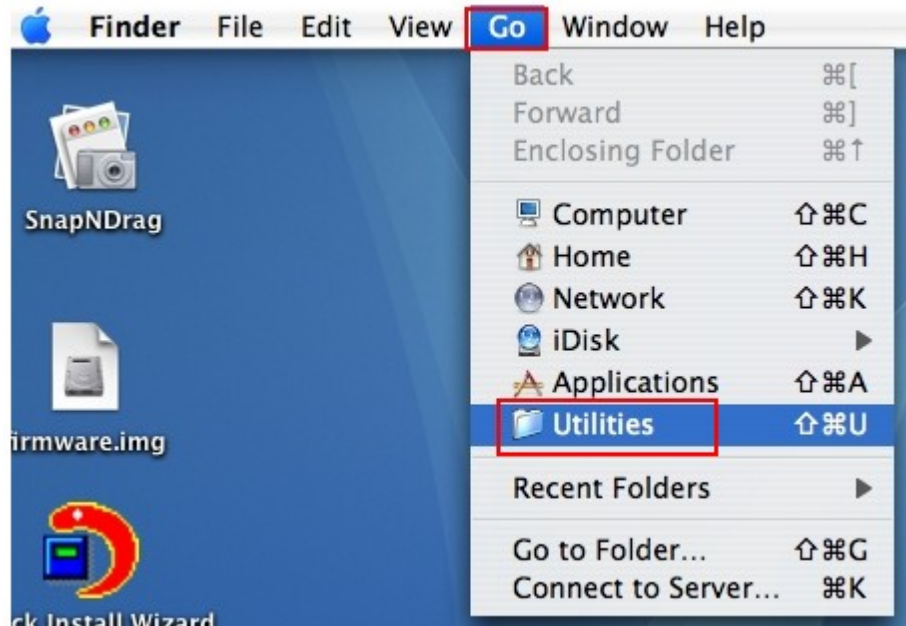 Finder File Edit View Go Window Help
Back ⌘[
Forward ⌘]
Enclosing Folder ⌘↑
Computer ⇧⌘C
Home ⇧⌘H
Network ⇧⌘K
iDisk ▶
Applications ⇧⌘A
Utilities ⇧⌘U
Recent Folders ▶
Go to Folder... ⇧⌘G
Connect to Server... ⌘K
SnapNDrag
irmware.img
ck Install Wizard